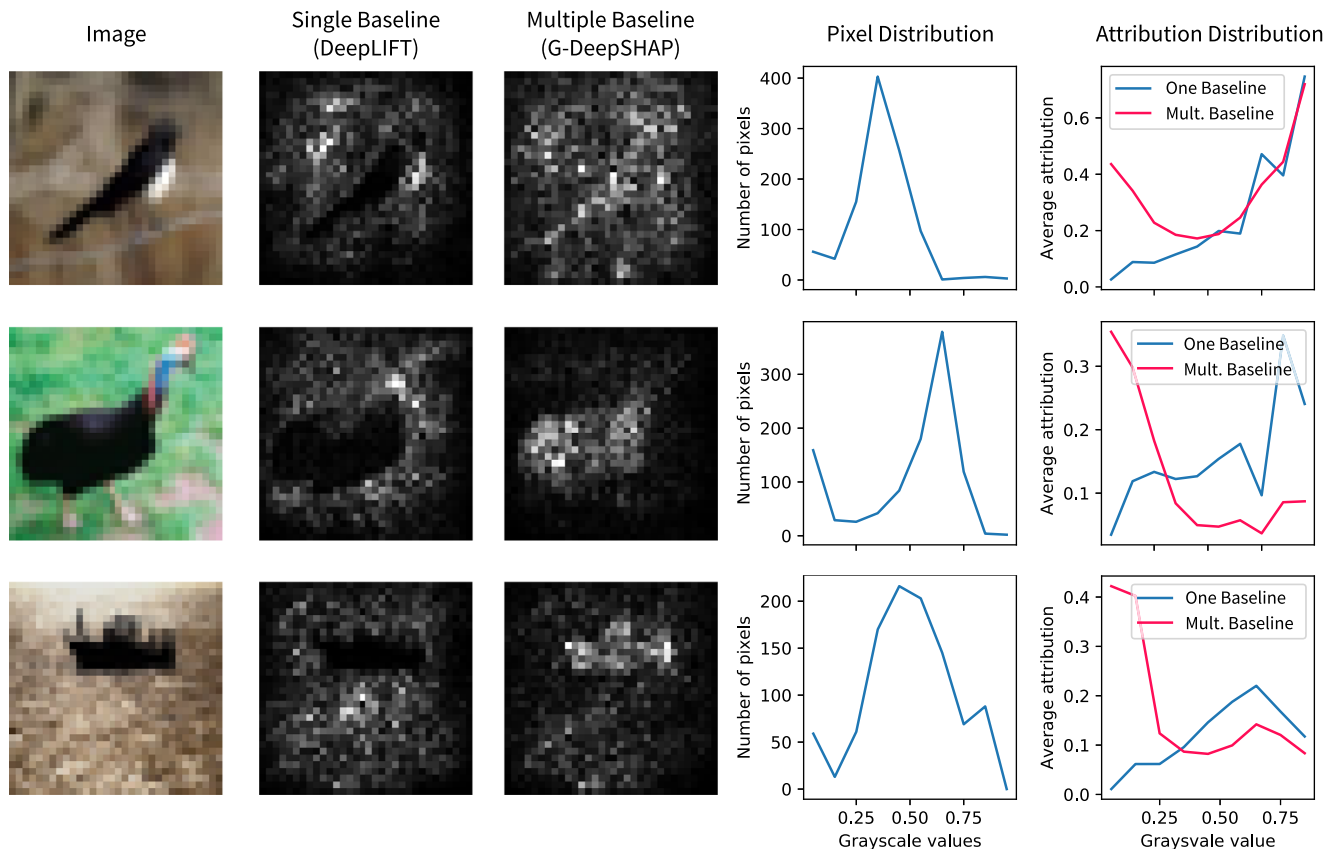 Image
Single Baseline
(DeepLIFT)
Multiple Baseline
(G-DeepSHAP)
Pixel Distribution
Attribution Distribution
400
300
200
100
0
Number of pixels
0.6
0.4
0.2
0.0
Average attribution
One Baseline
Mult. Baseline
300
200
100
0
Number of pixels
0.3
0.2
0.1
Average attribution
One Baseline
Mult. Baseline
200
150
100
50
0
Number of pixels
0.25 0.50 0.75
Grayscale values
0.4
0.3
0.2
0.1
0.0
Average attribution
One Baseline
Mult. Baseline
0.25 0.50 0.75
Graysvale value